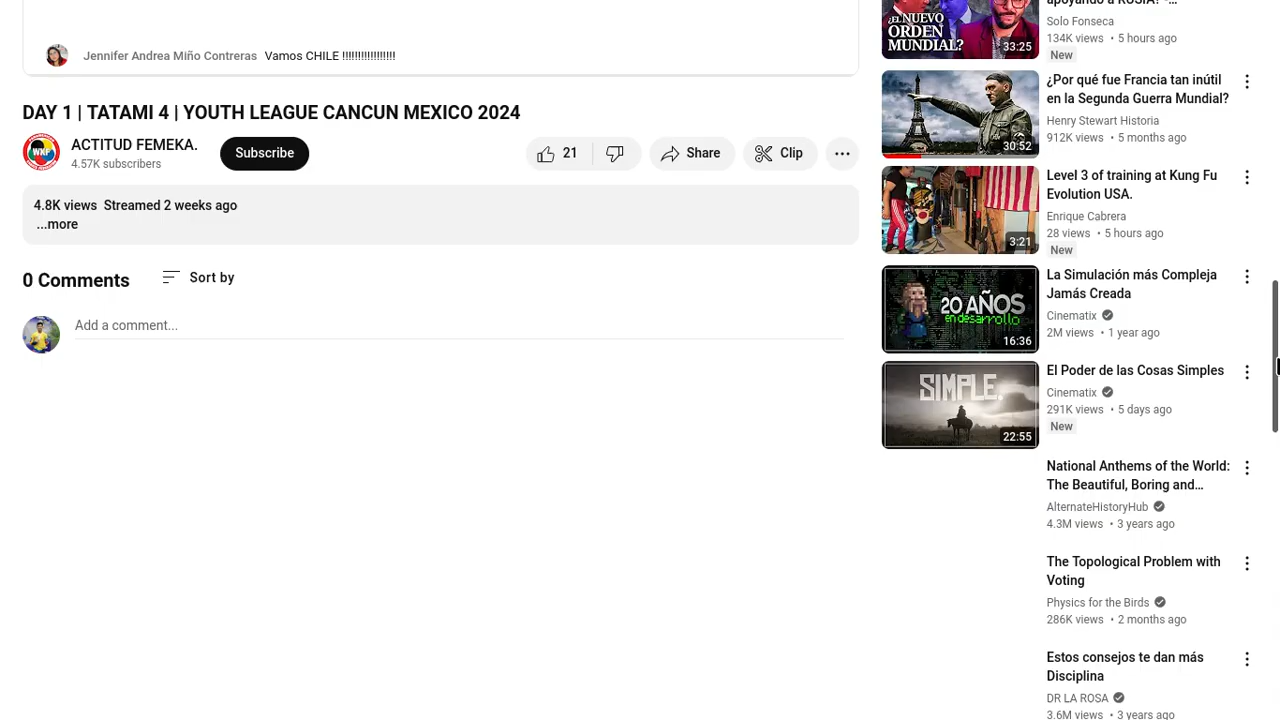 Jennifer Andrea Miño Contreras Vamos CHILE !!!!!!!!!!!!!!!!!
DAY 1 | TATAMI 4 | YOUTH LEAGUE CANCUN MEXICO 2024
WKF
ACTITUD FEMEKA.
4.57K subscribers
Subscribe
21
Share
Clip
4.8K views Streamed 2 weeks ago
...more
0 Comments
Sort by
Add a comment...
¿EL NUEVO
ORDEN
MUNDIAL?
33:25
Solo Fonseca
134K views • 5 hours ago
New
30:52
¿Por qué fue Francia tan inútil
en la Segunda Guerra Mundial?
Henry Stewart Historia
912K views • 5 months ago
3:21
Level 3 of training at Kung Fu
Evolution USA.
Enrique Cabrera
28 views • 5 hours ago
New
20 AÑOS
en desarrollo
16:36
La Simulación más Compleja
Jamás Creada
Cinematix
2M views • 1 year ago
SIMPLE.
22:55
El Poder de las Cosas Simples
Cinematix
291K views • 5 days ago
New
National Anthems of the World:
The Beautiful, Boring and...
AlternateHistoryHub
4.3M views • 3 years ago
The Topological Problem with
Voting
Physics for the Birds
286K views • 2 months ago
Estos consejos te dan más
Disciplina
DR LA ROSA
3.6M views • 3 years ago